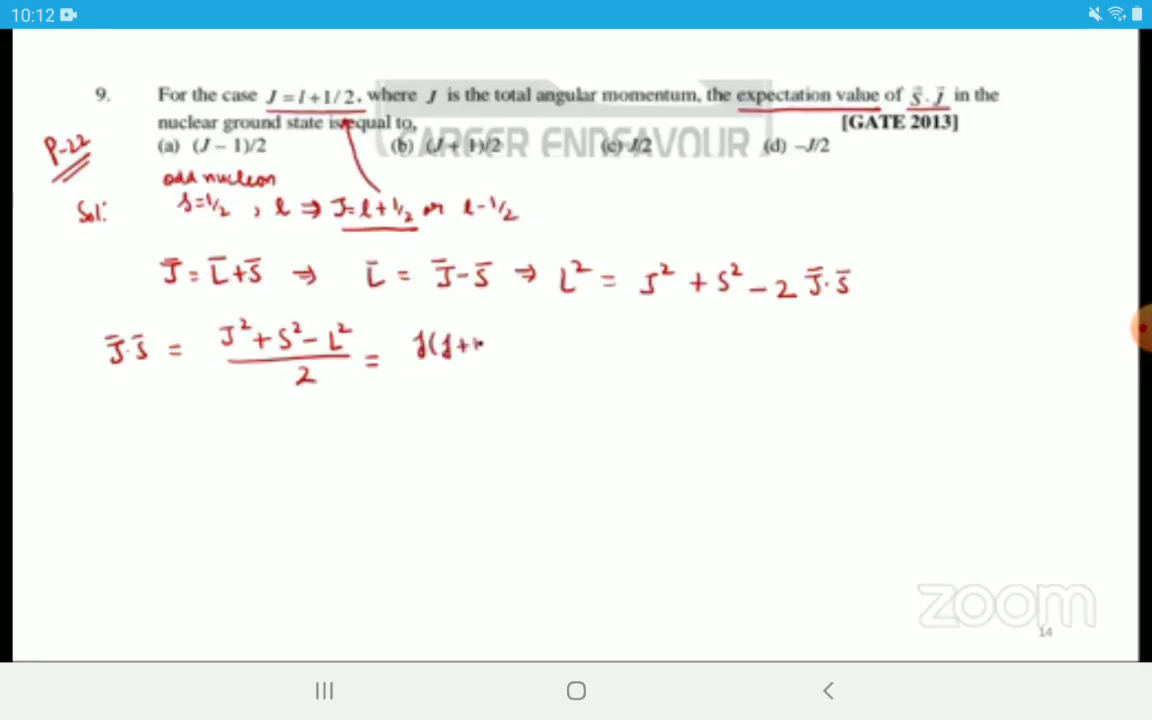 10:12
9. For the case J = l + 1/2, where J is the total angular momentum, the expectation value of S⃗ . J⃗ in the
nuclear ground state is equal to, [GATE 2013]
CAREER ENDEAVOUR
(a) (J – 1)/2 (b) (J + 1)/2 (c) J/2 (d) –J/2
P-22
odd nucleon
Sol: s=1/2 , l ⇒ J=l+1/2 or l-1/2
J̄ = L̄+S̄ → L̄ = J̄-S̄ ⇒ L² = J² + S² - 2 J̄·S̄
J̄·S̄ = (J²+S²-L²)/2 = j(j+1
zoom
14